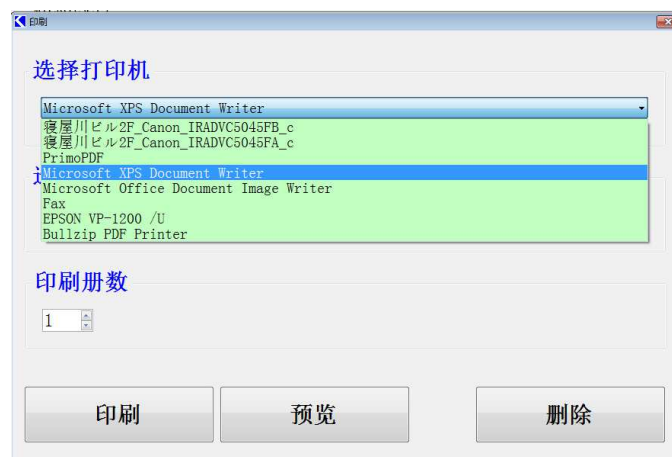 印刷
选择打印机
Microsoft XPS Document Writer
寝屋川ビル2F_Canon_IRADVC5045FB_c
寝屋川ビル2F_Canon_IRADVC5045FA_c
PrimoPDF
Microsoft XPS Document Writer
Microsoft Office Document Image Writer
Fax
EPSON VP-1200 /U
Bullzip PDF Printer
印刷册数
1
印刷
预览
删除